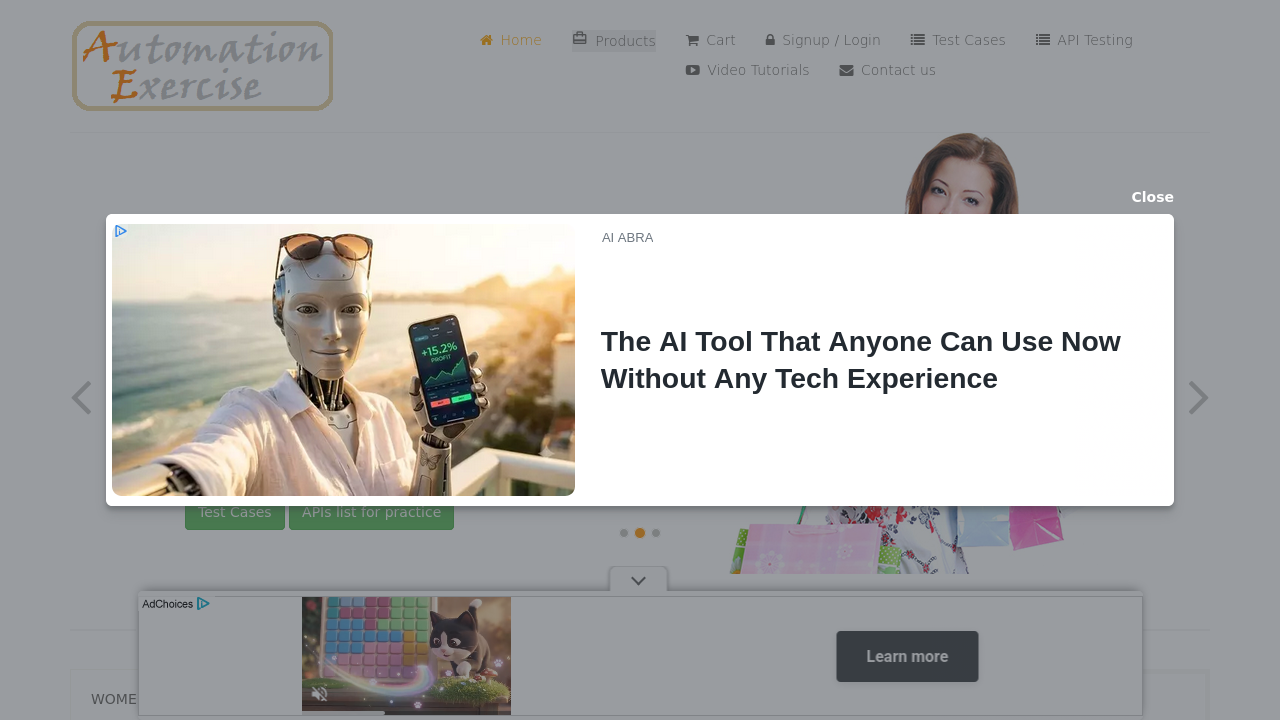 Automation
Exercise
Home
Products
Cart
Signup / Login
Test Cases
API Testing
Video Tutorials
Contact us
Close
AI ABRA
+15.2%
PROFIT
The AI Tool That Anyone Can Use Now
Without Any Tech Experience
Test Cases
APIs list for practice
AdChoices
Learn more
WOME